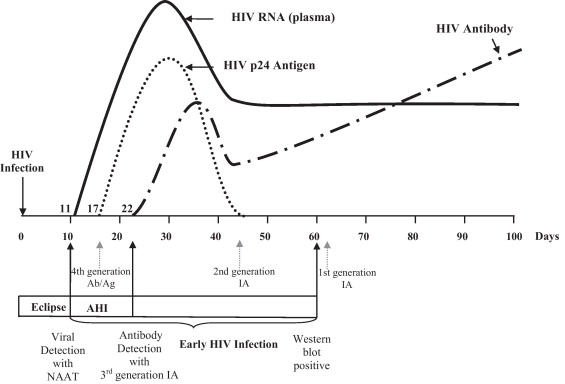 HIV RNA (plasma)
HIV Antibody
HIV p24 Antigen
HIV
Infection
11 17 22
0 10 20 30 40 50 60 70 80 90 100 Days
4th generation
Ab/Ag
2nd generation
IA
1st generation
IA
Eclipse AHI
Viral
Detection
with
NAAT
Antibody
Detection
with
3rd generation IA
Early HIV Infection
Western
blot
positive